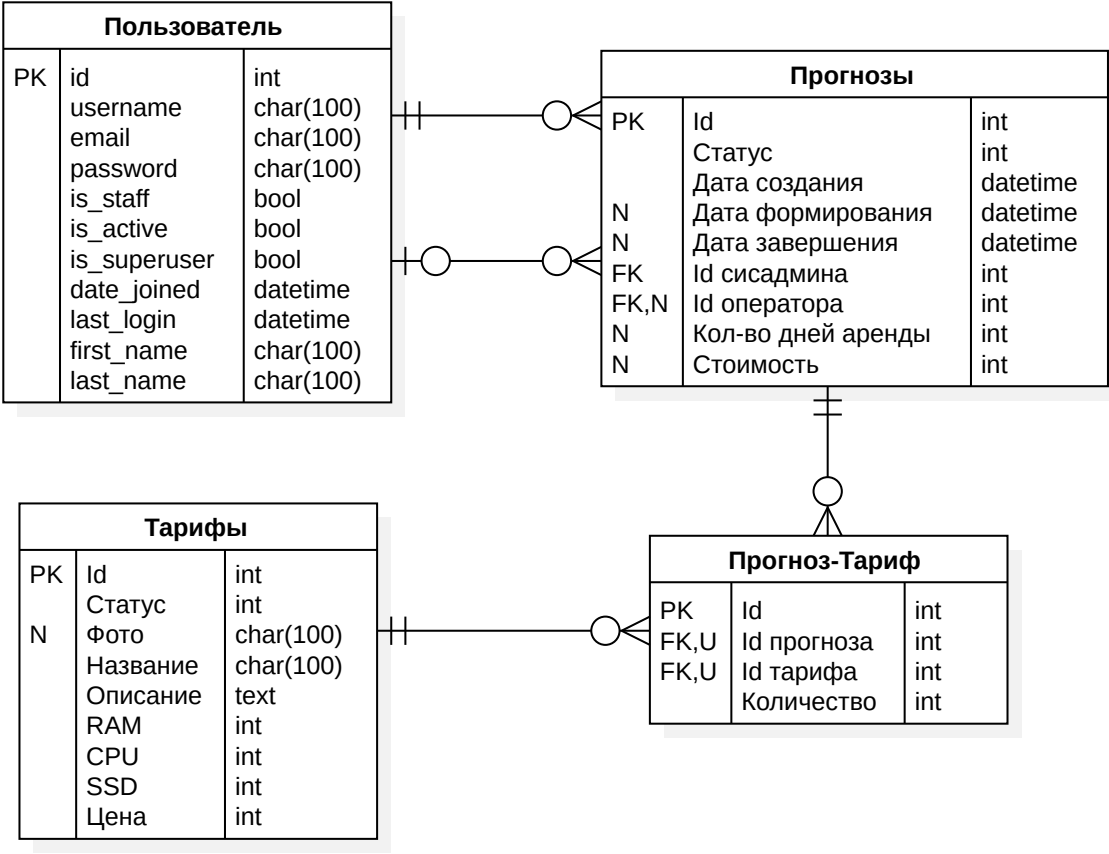 Пользователь
PK id int
username char(100)
email char(100)
password char(100)
is_staff bool
is_active bool
is_superuser bool
date_joined datetime
last_login datetime
first_name char(100)
last_name char(100)
Прогнозы
PK Id int
Статус int
Дата создания datetime
N Дата формирования datetime
N Дата завершения datetime
FK Id сисадмина int
FK,N Id оператора int
N Кол-во дней аренды int
N Стоимость int
Тарифы
PK Id int
Статус int
N Фото char(100)
Название char(100)
Описание text
RAM int
CPU int
SSD int
Цена int
Прогноз-Тариф
PK Id int
FK,U Id прогноза int
FK,U Id тарифа int
Количество int